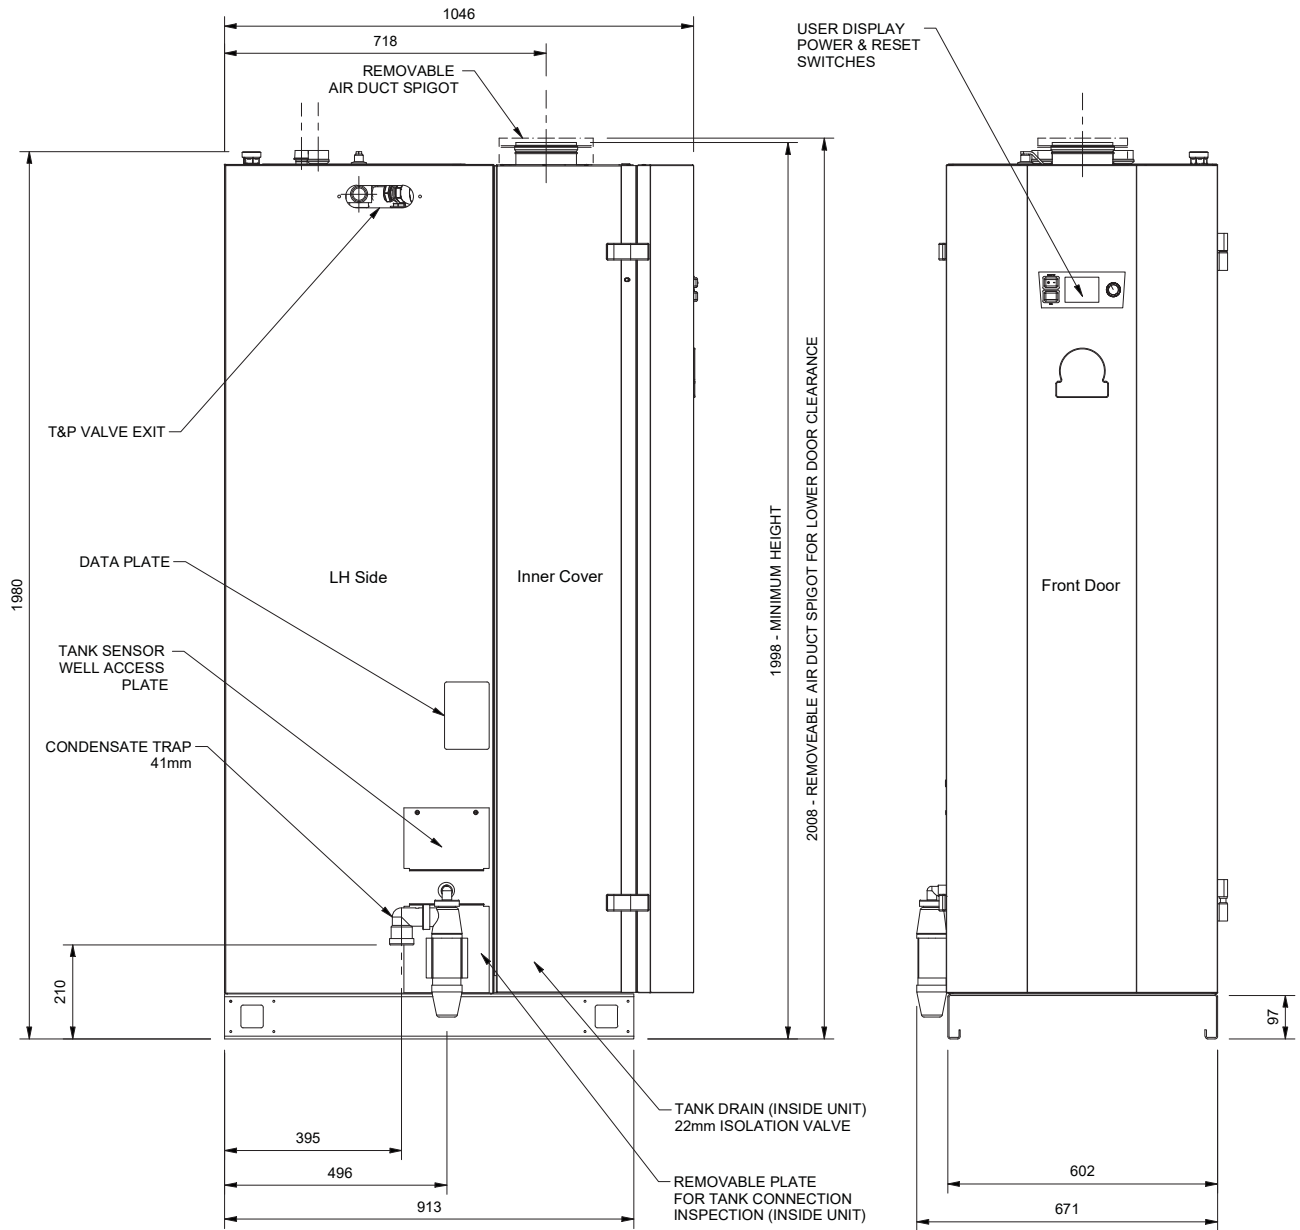 1046
718
REMOVABLE
AIR DUCT SPIGOT
USER DISPLAY
POWER & RESET
SWITCHES
T&P VALVE EXIT
DATA PLATE
LH Side
Inner Cover
Front Door
1980
1998 - MINIMUM HEIGHT
2008 - REMOVEABLE AIR DUCT SPIGOT FOR LOWER DOOR CLEARANCE
TANK SENSOR
WELL ACCESS
PLATE
CONDENSATE TRAP
41mm
210
97
TANK DRAIN (INSIDE UNIT)
22mm ISOLATION VALVE
395
496
913
REMOVABLE PLATE
FOR TANK CONNECTION
INSPECTION (INSIDE UNIT)
602
671